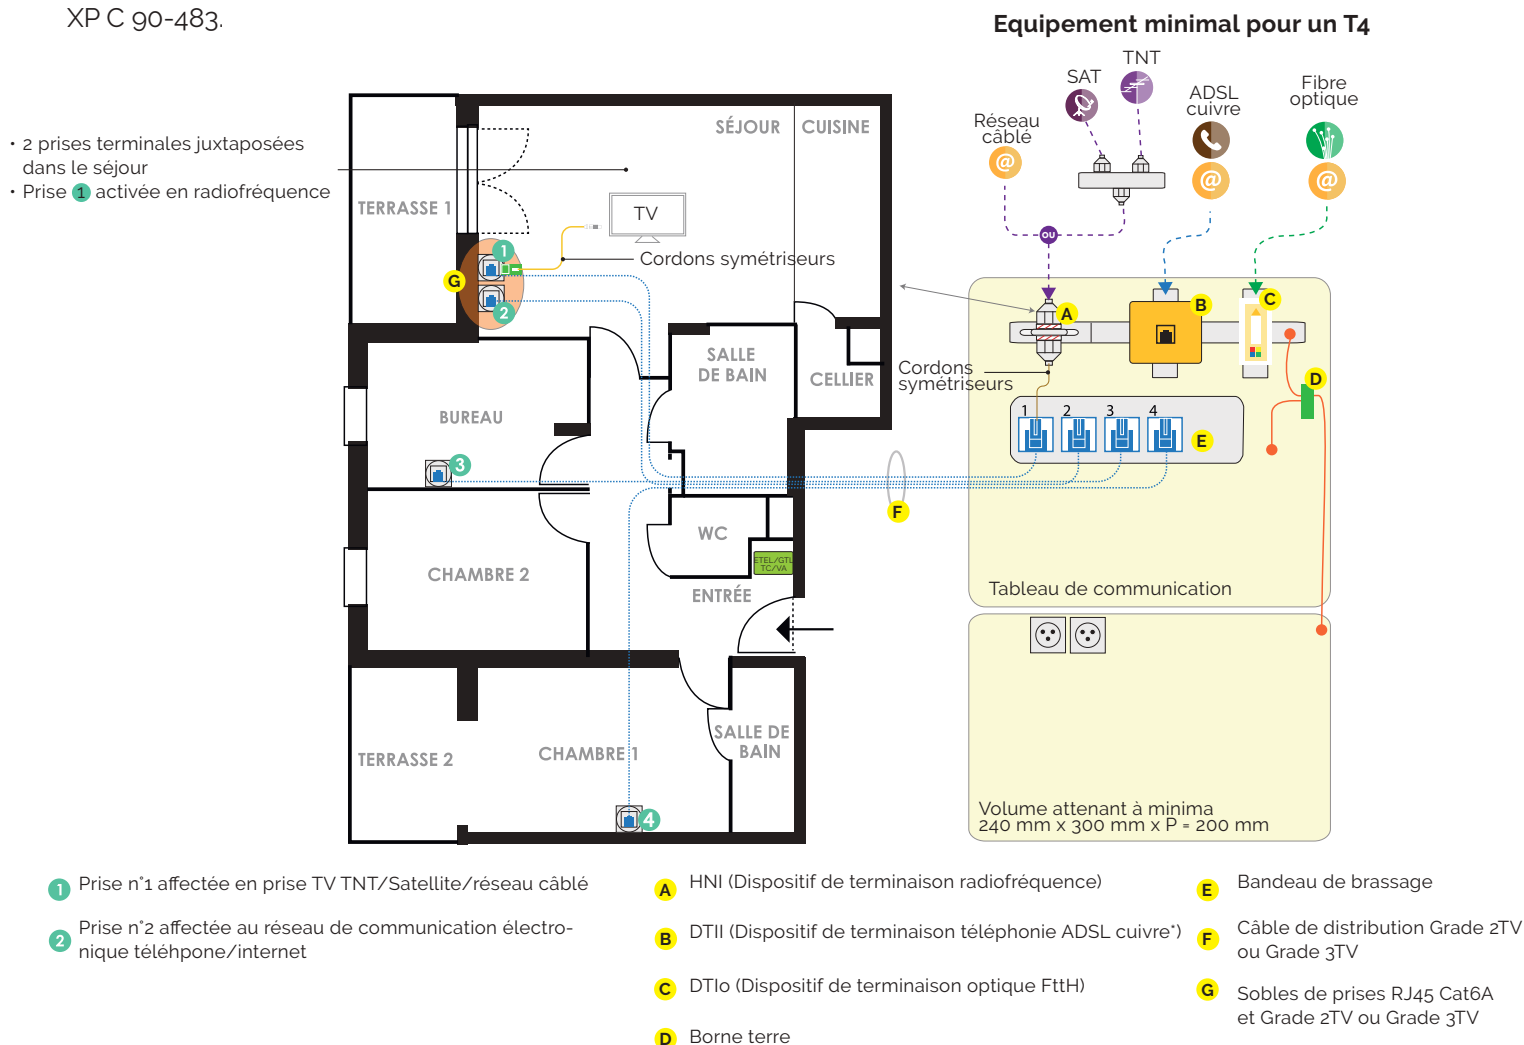 XP C 90-483.
Equipement minimal pour un T4
• 2 prises terminales juxtaposées
dans le séjour
• Prise 1 activée en radiofréquence
TERRASSE 1
SÉJOUR
CUISINE
TV
Cordons symétriseurs
1
2
G
SALLE
DE BAIN
CELLIER
BUREAU
3
WC
ETEL/GTL
TC/VA
CHAMBRE 2
ENTRÉE
TERRASSE 2
CHAMBRE 1
SALLE DE
BAIN
4
F
Réseau
câblé
@
SAT
TNT
ADSL
cuivre
@
Fibre
optique
@
OU
A
B
C
D
Cordons
symétriseurs
1 2 3 4
E
Tableau de communication
Volume attenant à minima
240 mm x 300 mm x P = 200 mm
1 Prise n°1 affectée en prise TV TNT/Satellite/réseau câblé
2 Prise n°2 affectée au réseau de communication électro-
nique téléhpone/internet
A HNI (Dispositif de terminaison radiofréquence)
B DTII (Dispositif de terminaison téléphonie ADSL cuivre*)
C DTIo (Dispositif de terminaison optique FttH)
D Borne terre
E Bandeau de brassage
F Câble de distribution Grade 2TV
ou Grade 3TV
G Sobles de prises RJ45 Cat6A
et Grade 2TV ou Grade 3TV